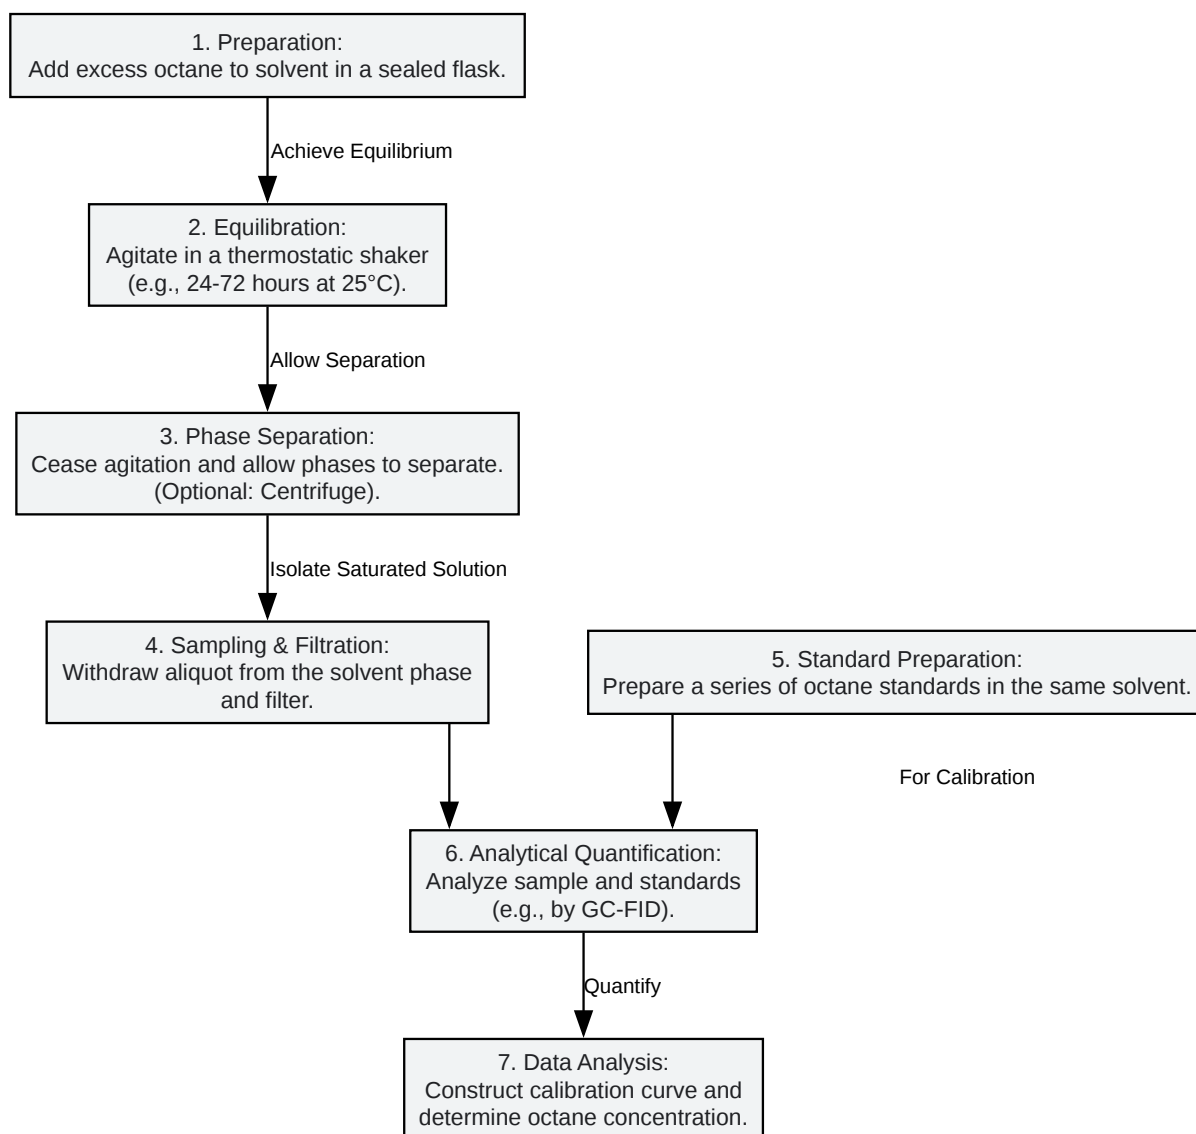 1. Preparation:
Add excess octane to solvent in a sealed flask.
Achieve Equilibrium
2. Equilibration:
Agitate in a thermostatic shaker
(e.g., 24-72 hours at 25°C).
Allow Separation
3. Phase Separation:
Cease agitation and allow phases to separate.
(Optional: Centrifuge).
Isolate Saturated Solution
4. Sampling & Filtration:
Withdraw aliquot from the solvent phase
and filter.
5. Standard Preparation:
Prepare a series of octane standards in the same solvent.
For Calibration
6. Analytical Quantification:
Analyze sample and standards
(e.g., by GC-FID).
Quantify
7. Data Analysis:
Construct calibration curve and
determine octane concentration.